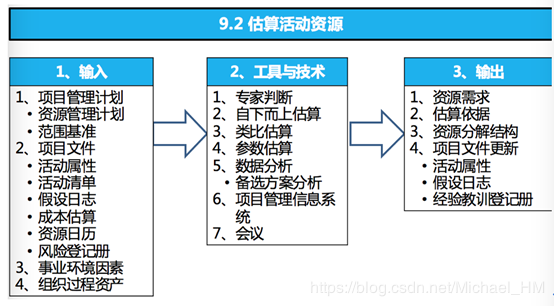 9.2 估算活动资源
1、输入
1、项目管理计划
• 资源管理计划
• 范围基准
2、项目文件
• 活动属性
• 活动清单
• 假设日志
• 成本估算
• 资源日历
• 风险登记册
3、事业环境因素
4、组织过程资产
2、工具与技术
1、专家判断
2、自下而上估算
3、类比估算
4、参数估算
5、数据分析
• 备选方案分析
6、项目管理信息系
统
7、会议
3、输出
1、资源需求
2、估算依据
3、资源分解结构
4、项目文件更新
• 活动属性
• 假设日志
• 经验教训登记册
https://blog.csdn.net/Michael_HM